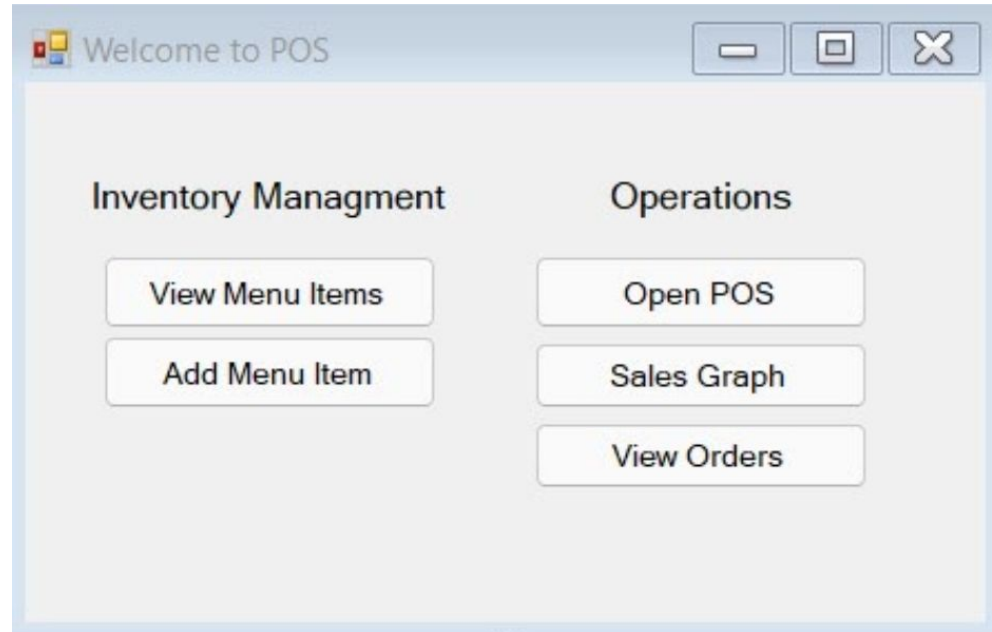 Welcome to POS
Inventory Managment
View Menu Items
Add Menu Item
Operations
Open POS
Sales Graph
View Orders